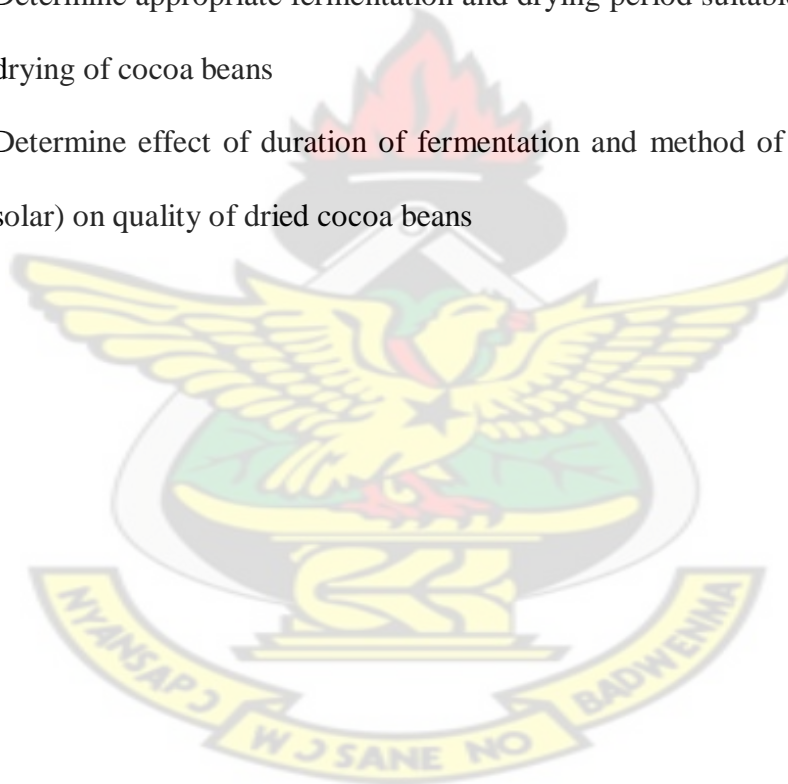 Determine appropriate fermentation and drying period suitable
drying of cocoa beans
Determine effect of duration of fermentation and method of
solar) on quality of dried cocoa beans
NYANSAPƆ
WƆ SANE NO
BADWENMA